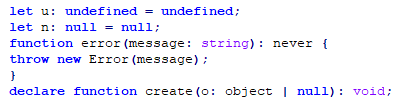 let u: undefined = undefined;
let n: null = null;
function error(message: string): never {
throw new Error(message);
}
declare function create(o: object | null): void;